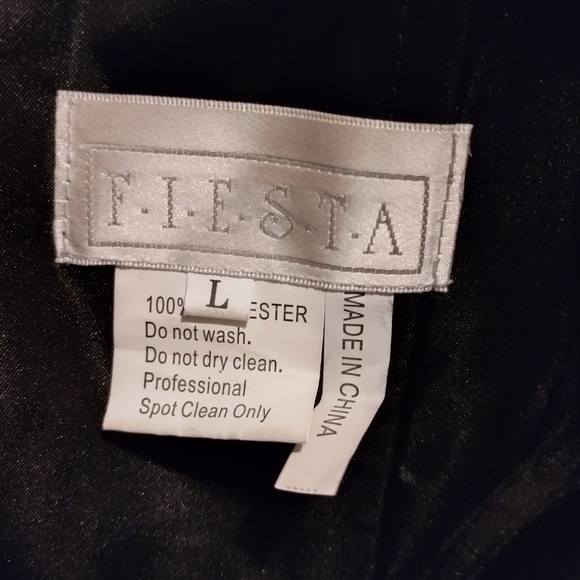 F.I.E.S.T.A
L
100% ESTER
Do not wash.
Do not dry clean.
Professional
Spot Clean Only
MADE IN CHINA